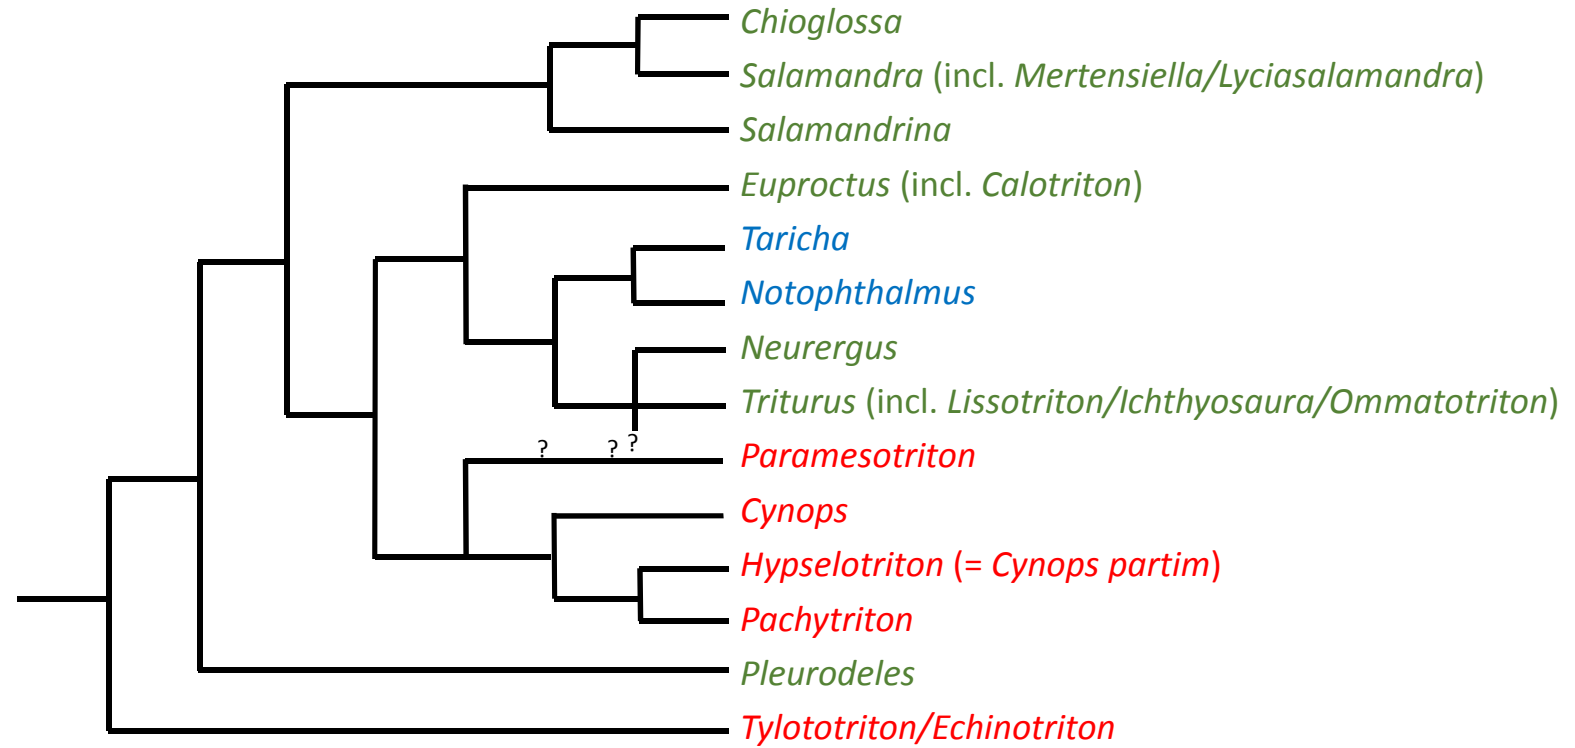 Chioglossa
Salamandra (incl. Mertensiella/Lyciasalamandra)
Salamandrina
Euproctus (incl. Calotriton)
Taricha
Notophthalmus
Neurergus
Triturus (incl. Lissotriton/Ichthyosaura/Ommatotriton)
? ? ?
Paramesotriton
Cynops
Hypselotriton (= Cynops partim)
Pachytriton
Pleurodeles
Tylototriton/Echinotriton